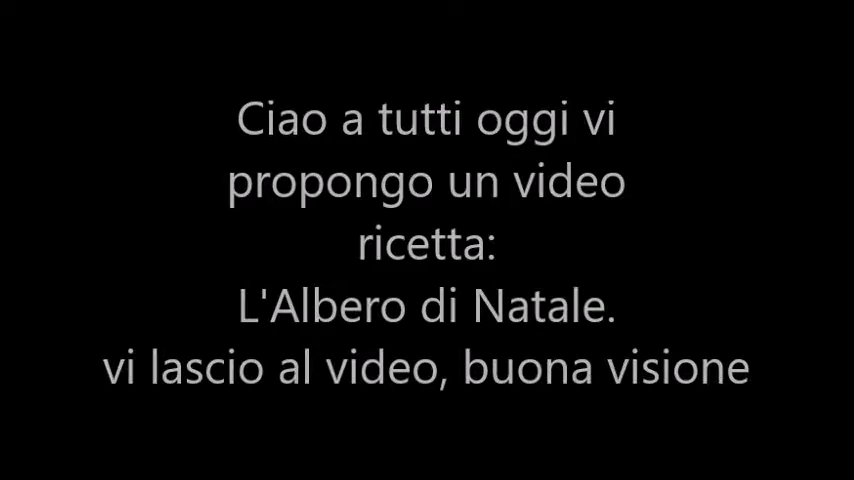 Ciao a tutti oggi vi
propongo un video
ricetta:
L'Albero di Natale.
vi lascio al video, buona visione